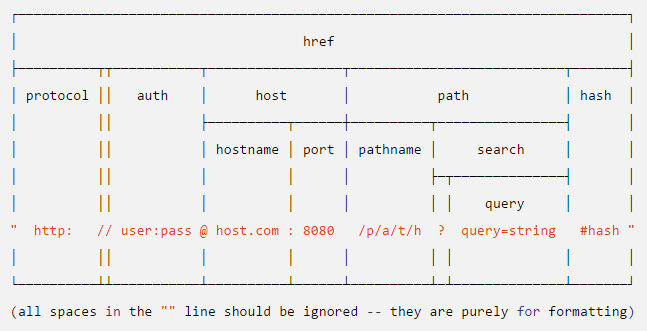 href
protocol auth host path hash
hostname port pathname search
query
" http: // user:pass @ host.com : 8080 /p/a/t/h ? query=string #hash "
(all spaces in the "" line should be ignored -- they are purely for formatting)